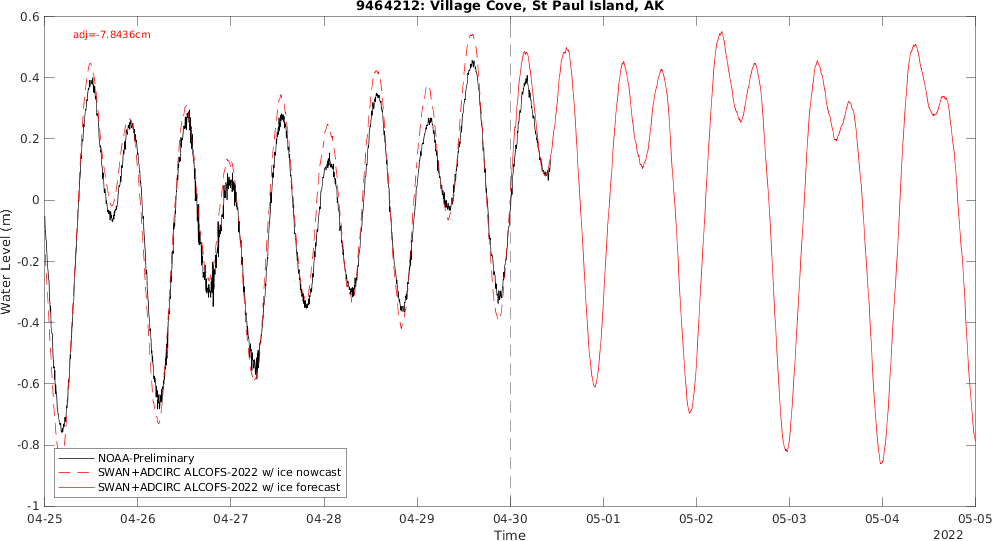 9464212: Village Cove, St Paul Island, AK
adj=-7.8436cm
0.6
0.4
0.2
0
-0.2
-0.4
-0.6
-0.8
-1
Water Level (m)
NOAA-Preliminary
SWAN+ADCIRC ALCOFS-2022 w/ ice nowcast
SWAN+ADCIRC ALCOFS-2022 w/ ice forecast
04-25 04-26 04-27 04-28 04-29 04-30 05-01 05-02 05-03 05-04 05-05
Time
2022